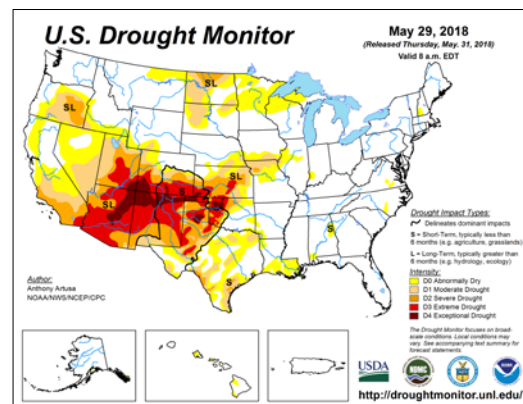 U.S. Drought Monitor
May 29, 2018
(Released Thursday, May. 31, 2018)
Valid 8 a.m. EDT
SL
SL
SL
SL
S
S
S
Drought Impact Types:
Delineates dominant impacts
S = Short-Term, typically less than
6 months (e.g. agriculture, grasslands)
L = Long-Term, typically greater than
6 months (e.g. hydrology, ecology)
Intensity:
D0 Abnormally Dry
D1 Moderate Drought
D2 Severe Drought
D3 Extreme Drought
D4 Exceptional Drought
Author:
Anthony Artusa
NOAA/NWS/NCEP/CPC
The Drought Monitor focuses on broad-
scale conditions. Local conditions may
vary. See accompanying text summary for
forecast statements.
USDA
NDMC
NOAA
http://droughtmonitor.unl.edu/